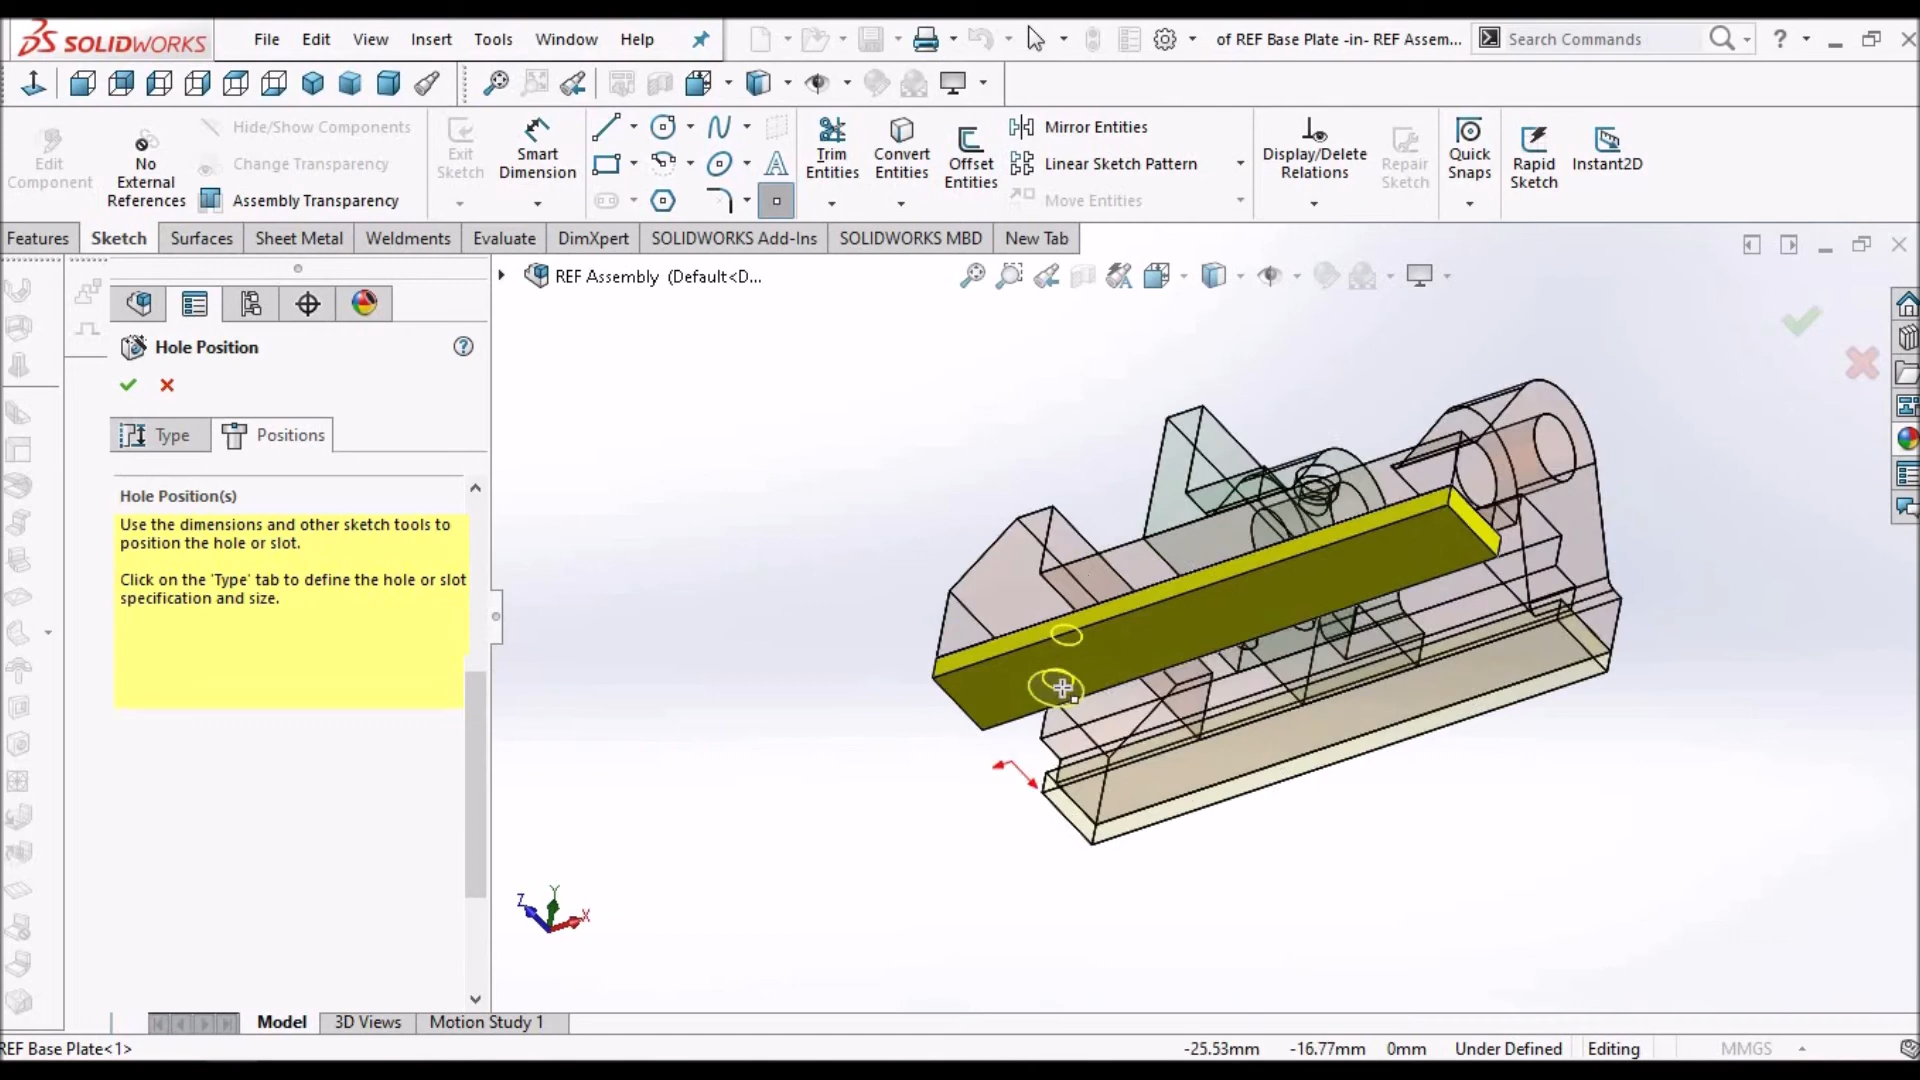 SOLIDWORKS File Edit View Insert Tools Window Help of REF Base Plate -in- REF Assem... Search Commands ?
Edit Component
No External References
Hide/Show Components
Change Transparency
Assembly Transparency
Exit Sketch
Smart Dimension
Trim Entities
Convert Entities
Offset Entities
Mirror Entities
Linear Sketch Pattern
Move Entities
Display/Delete Relations
Repair Sketch
Quick Snaps
Rapid Sketch
Instant2D
Features Sketch Surfaces Sheet Metal Weldments Evaluate DimXpert SOLIDWORKS Add-Ins SOLIDWORKS MBD New Tab
REF Assembly (Default<D...
Hole Position
Type Positions
Hole Position(s)
Use the dimensions and other sketch tools to
position the hole or slot.
Click on the 'Type' tab to define the hole or slot
specification and size.
Z Y X
Model 3D Views Motion Study 1
REF Base Plate<1> -25.53mm -16.77mm 0mm Under Defined Editing MMGS